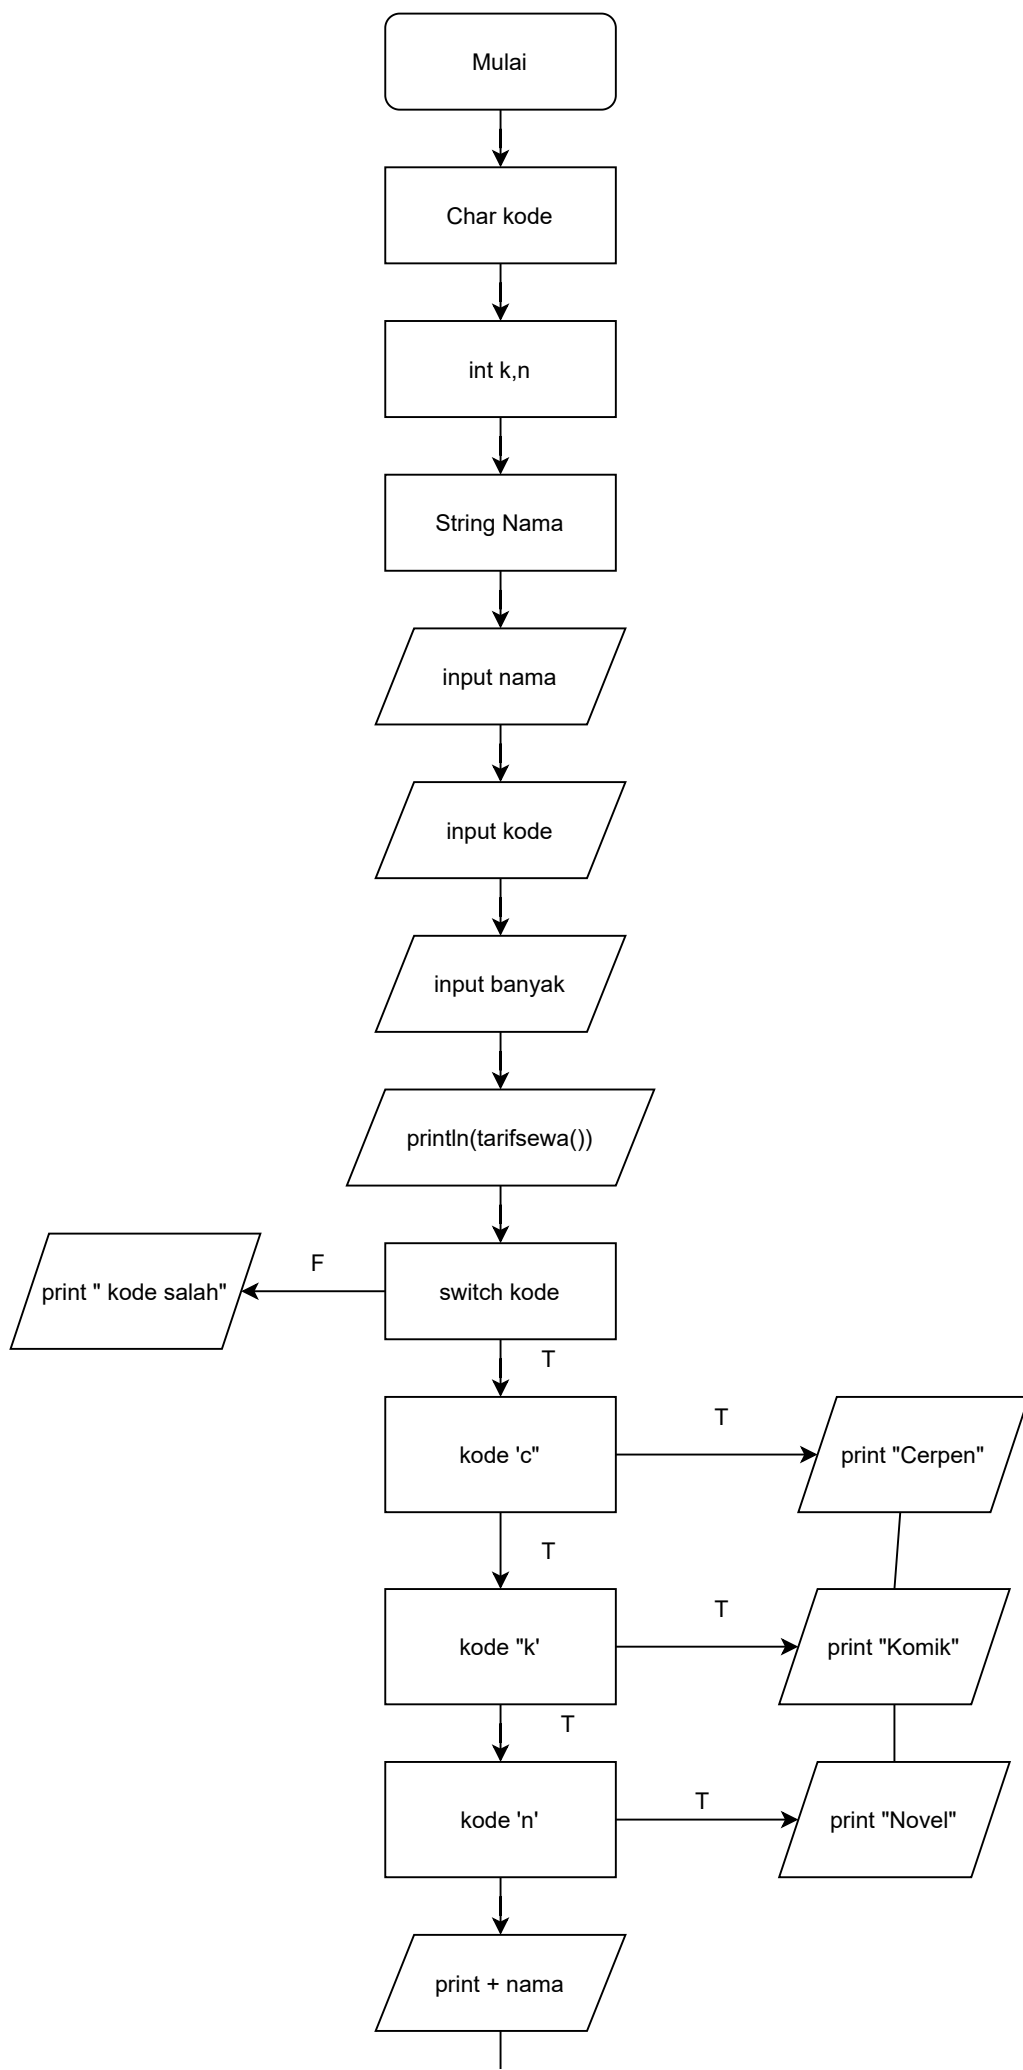 Mulai
Char kode
int k,n
String Nama
input nama
input kode
input banyak
println(tarifsewa())
F
print " kode salah"
switch kode
T
T
kode 'c"
print "Cerpen"
T
T
kode "k'
print "Komik"
T
T
kode 'n'
print "Novel"
print + nama